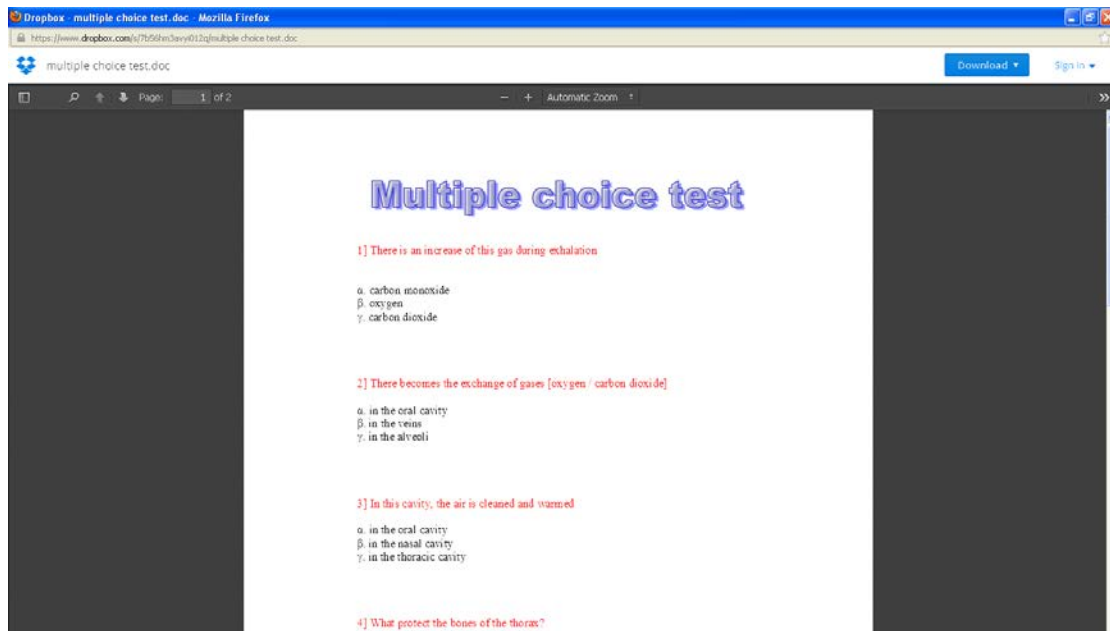 Dropbox - multiple choice test.doc - Mozilla Firefox
multiple choice test.doc
Download
Sign in
Page: 1 of 2
Automatic Zoom
Multiple choice test
1] There is an increase of this gas during exhalation
α. carbon monoxide
β. oxygen
γ. carbon dioxide
2] There becomes the exchange of gases [oxygen / carbon dioxide]
α. in the oral cavity
β. in the veins
γ. in the alveoli
3] In this cavity, the air is cleaned and warmed
α. in the oral cavity
β. in the nasal cavity
γ. in the thoracic cavity
4] What protect the bones of the thorax?